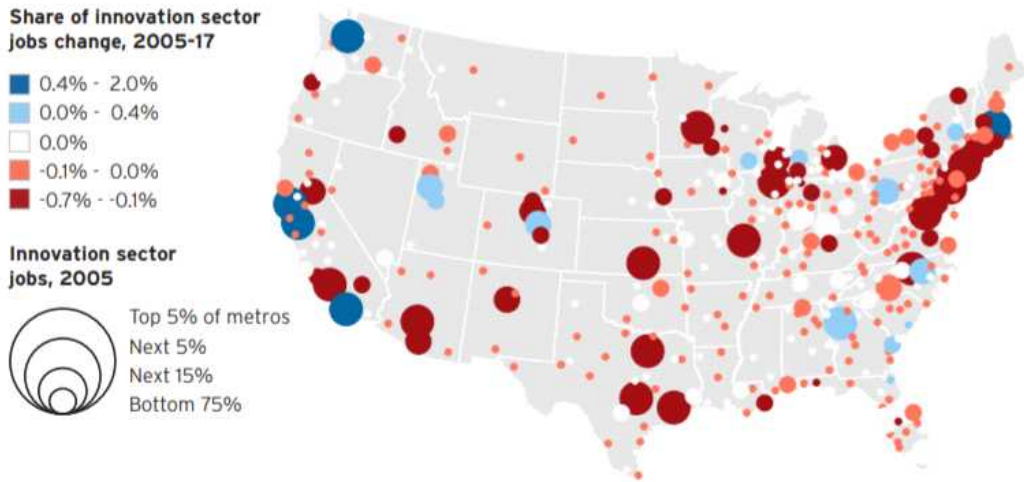 Share of innovation sector
jobs change, 2005-17
0.4% - 2.0%
0.0% - 0.4%
0.0%
-0.1% - 0.0%
-0.7% - -0.1%
Innovation sector
jobs, 2005
Top 5% of metros
Next 5%
Next 15%
Bottom 75%